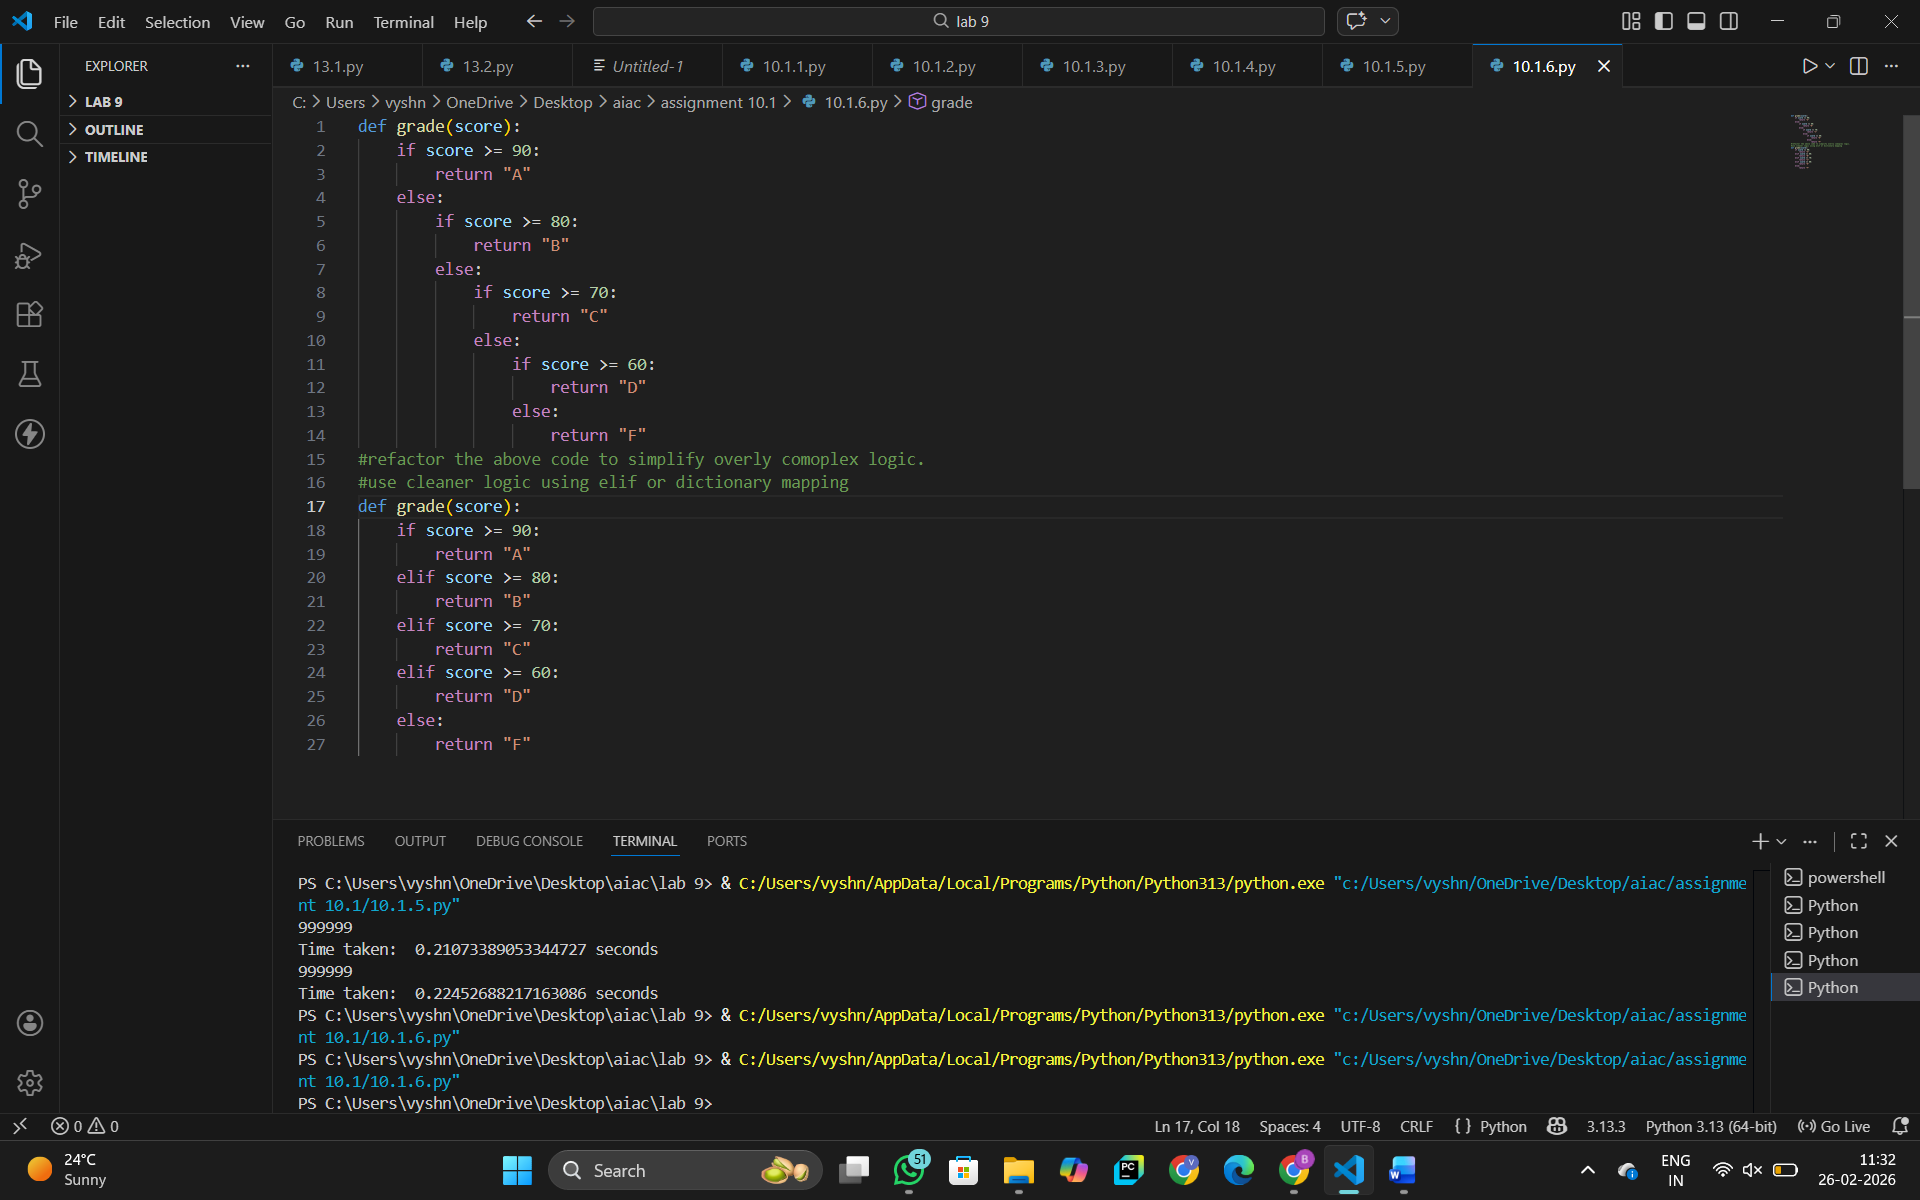 File Edit Selection View Go Run Terminal Help
lab 9
EXPLORER
LAB 9
OUTLINE
TIMELINE
13.1.py 13.2.py Untitled-1 10.1.1.py 10.1.2.py 10.1.3.py 10.1.4.py 10.1.5.py 10.1.6.py
C: > Users > vyshn > OneDrive > Desktop > aiac > assignment 10.1 > 10.1.6.py > grade
1 def grade(score):
2 if score >= 90:
3 return "A"
4 else:
5 if score >= 80:
6 return "B"
7 else:
8 if score >= 70:
9 return "C"
10 else:
11 if score >= 60:
12 return "D"
13 else:
14 return "F"
15 #refactor the above code to simplify overly comoplex logic.
16 #use cleaner logic using elif or dictionary mapping
17 def grade(score):
18 if score >= 90:
19 return "A"
20 elif score >= 80:
21 return "B"
22 elif score >= 70:
23 return "C"
24 elif score >= 60:
25 return "D"
26 else:
27 return "F"
PROBLEMS OUTPUT DEBUG CONSOLE TERMINAL PORTS
PS C:\Users\vyshn\OneDrive\Desktop\aiac\lab 9> & C:/Users/vyshn/AppData/Local/Programs/Python/Python313/python.exe "c:/Users/vyshn/OneDrive/Desktop/aiac/assignme
nt 10.1/10.1.5.py"
999999
Time taken:  0.21073389053344727 seconds
999999
Time taken:  0.22452688217163086 seconds
PS C:\Users\vyshn\OneDrive\Desktop\aiac\lab 9> & C:/Users/vyshn/AppData/Local/Programs/Python/Python313/python.exe "c:/Users/vyshn/OneDrive/Desktop/aiac/assignme
nt 10.1/10.1.6.py"
PS C:\Users\vyshn\OneDrive\Desktop\aiac\lab 9> & C:/Users/vyshn/AppData/Local/Programs/Python/Python313/python.exe "c:/Users/vyshn/OneDrive/Desktop/aiac/assignme
nt 10.1/10.1.6.py"
PS C:\Users\vyshn\OneDrive\Desktop\aiac\lab 9>
powershell
Python
Python
Python
Python
0 0 Ln 17, Col 18 Spaces: 4 UTF-8 CRLF { } Python 3.13.3 Python 3.13 (64-bit) Go Live
24°C
Sunny
Search
51
PC
V
B
W
ENG
IN
11:32
26-02-2026